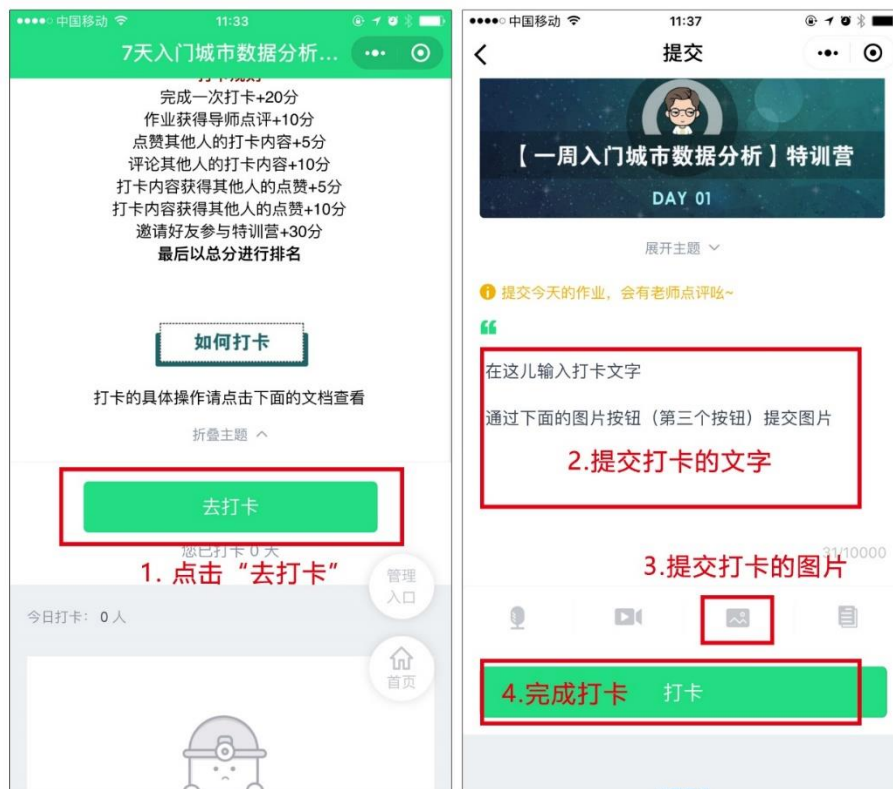 中国移动
11:33
7天入门城市数据分析...
打卡规则
完成一次打卡+20分
作业获得导师点评+10分
点赞其他人的打卡内容+5分
评论其他人的打卡内容+10分
打卡内容获得其他人的点赞+5分
打卡内容获得其他人的点赞+10分
邀请好友参与特训营+30分
最后以总分进行排名
如何打卡
打卡的具体操作请点击下面的文档查看
折叠主题
去打卡
您已打卡 0 天
1. 点击“去打卡”
管理
入口
今日打卡: 0 人
首页
中国移动
11:37
提交
【一周入门城市数据分析】特训营
DAY 01
展开主题
提交今天的作业，会有老师点评吆~
在这儿输入打卡文字
通过下面的图片按钮（第三个按钮）提交图片
2.提交打卡的文字
31/10000
3.提交打卡的图片
4.完成打卡
打卡